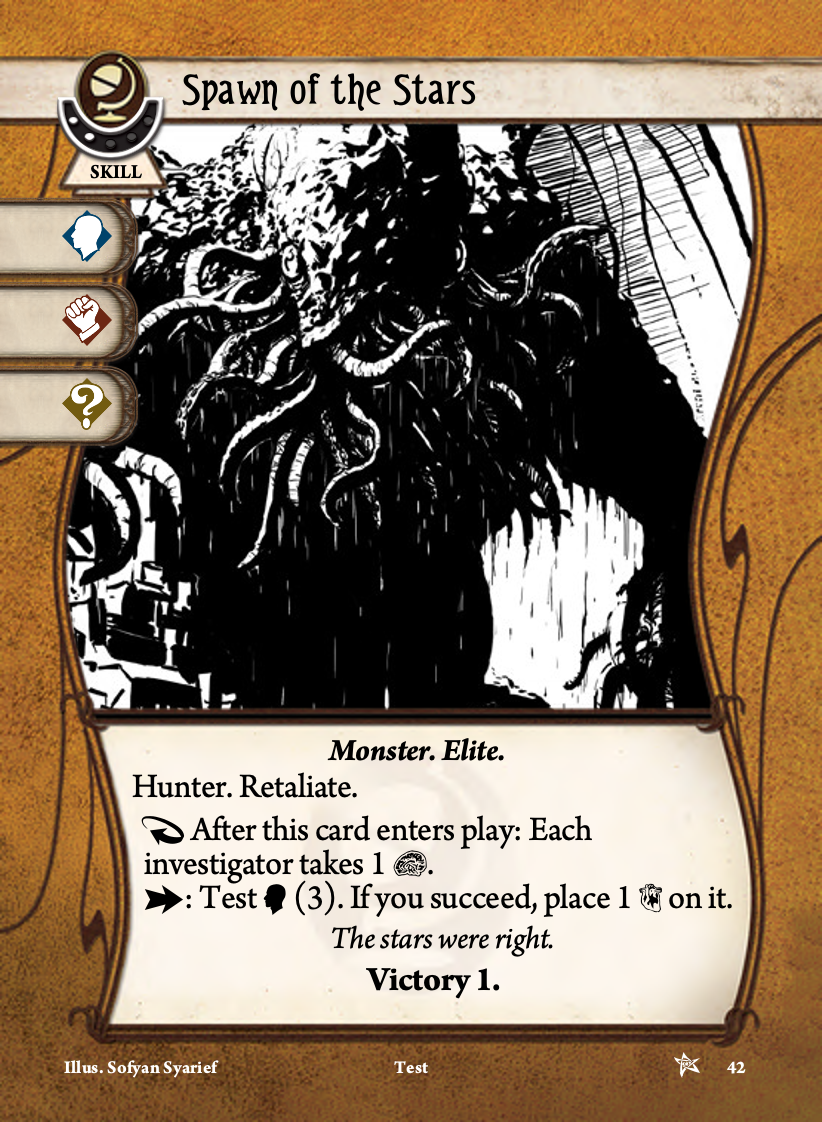 Spawn of the Stars
SKILL
?
Monster. Elite.
Hunter. Retaliate.
After this card enters play: Each
investigator takes 1 .
: Test (3). If you succeed, place 1 on it.
The stars were right.
Victory 1.
Illus. Sofyan Syarief
Test
42